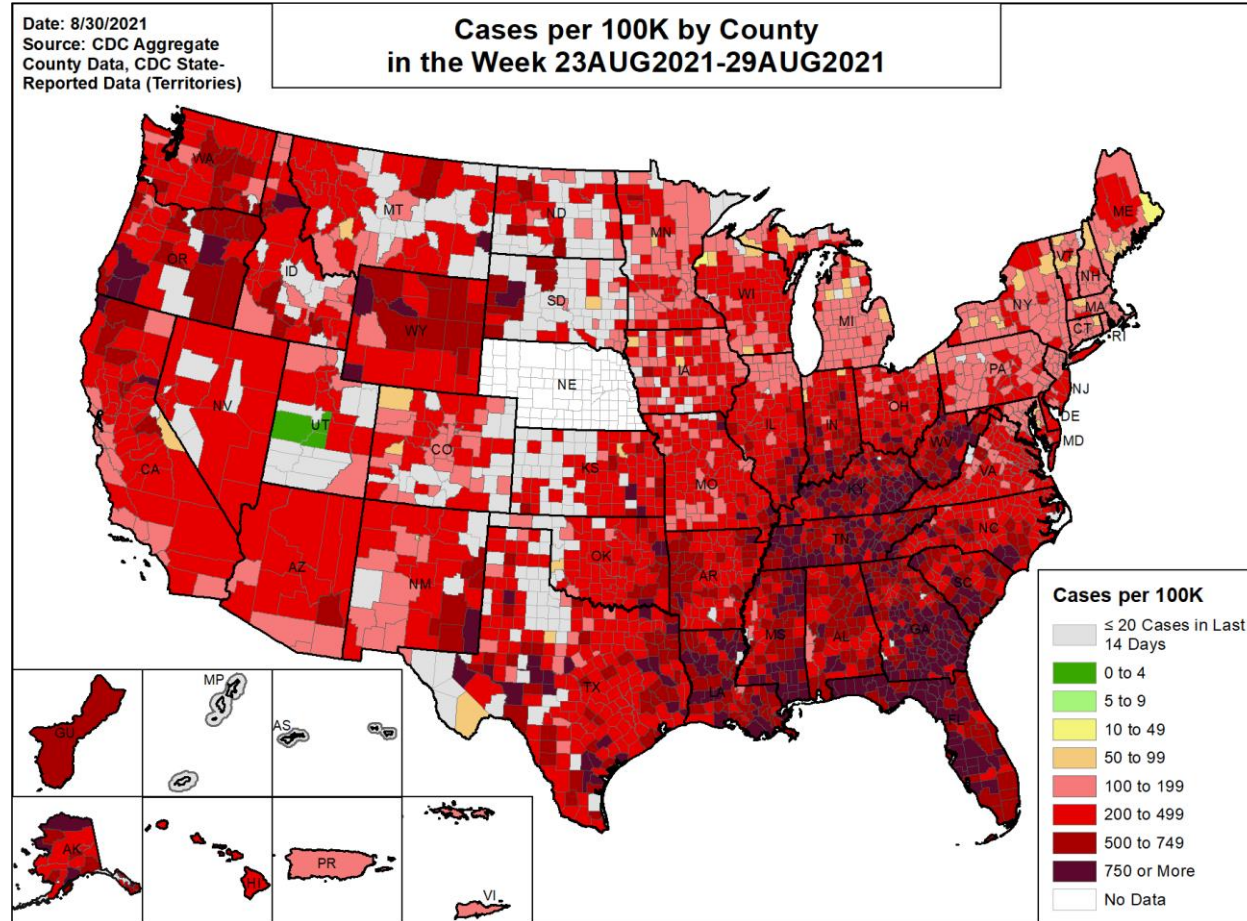 Date: 8/30/2021
Source: CDC Aggregate
County Data, CDC State-
Reported Data (Territories)
Cases per 100K by County
in the Week 23AUG2021-29AUG2021
WA
MT
ND
MN
ME
OR
ID
SD
WI
MI
VT
NH
NY
MA
CT
RI
WY
IA
PA
NE
NJ
NV
UT
CO
IL
IN
OH
DE
MD
CA
KS
MO
WV
VA
KY
NC
TN
AZ
NM
OK
AR
SC
MS
AL
GA
TX
LA
FL
GU
MP
AS
AK
HI
PR
VI
Cases per 100K
≤ 20 Cases in Last
14 Days
0 to 4
5 to 9
10 to 49
50 to 99
100 to 199
200 to 499
500 to 749
750 or More
No Data